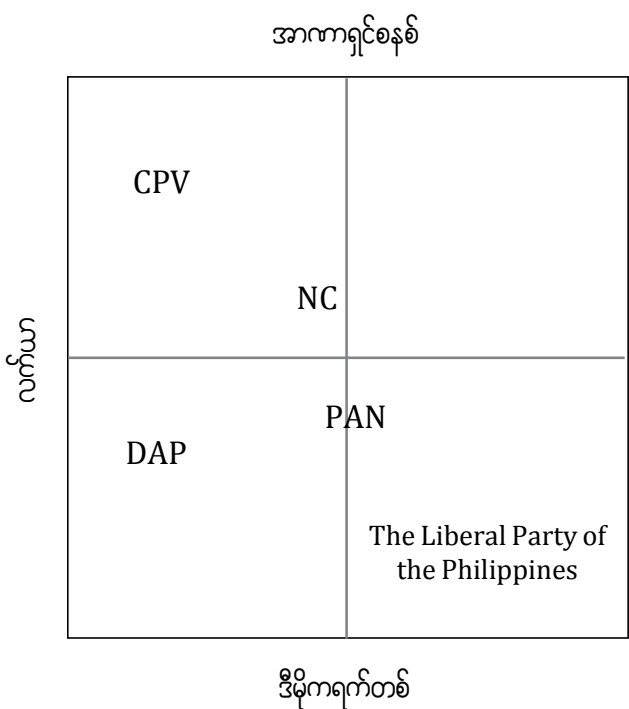 အာဏာရှင်စနစ်
CPV
NC
လက်ယာ
PAN
DAP
The Liberal Party of
the Philippines
ဒီမိုကရက်တစ်